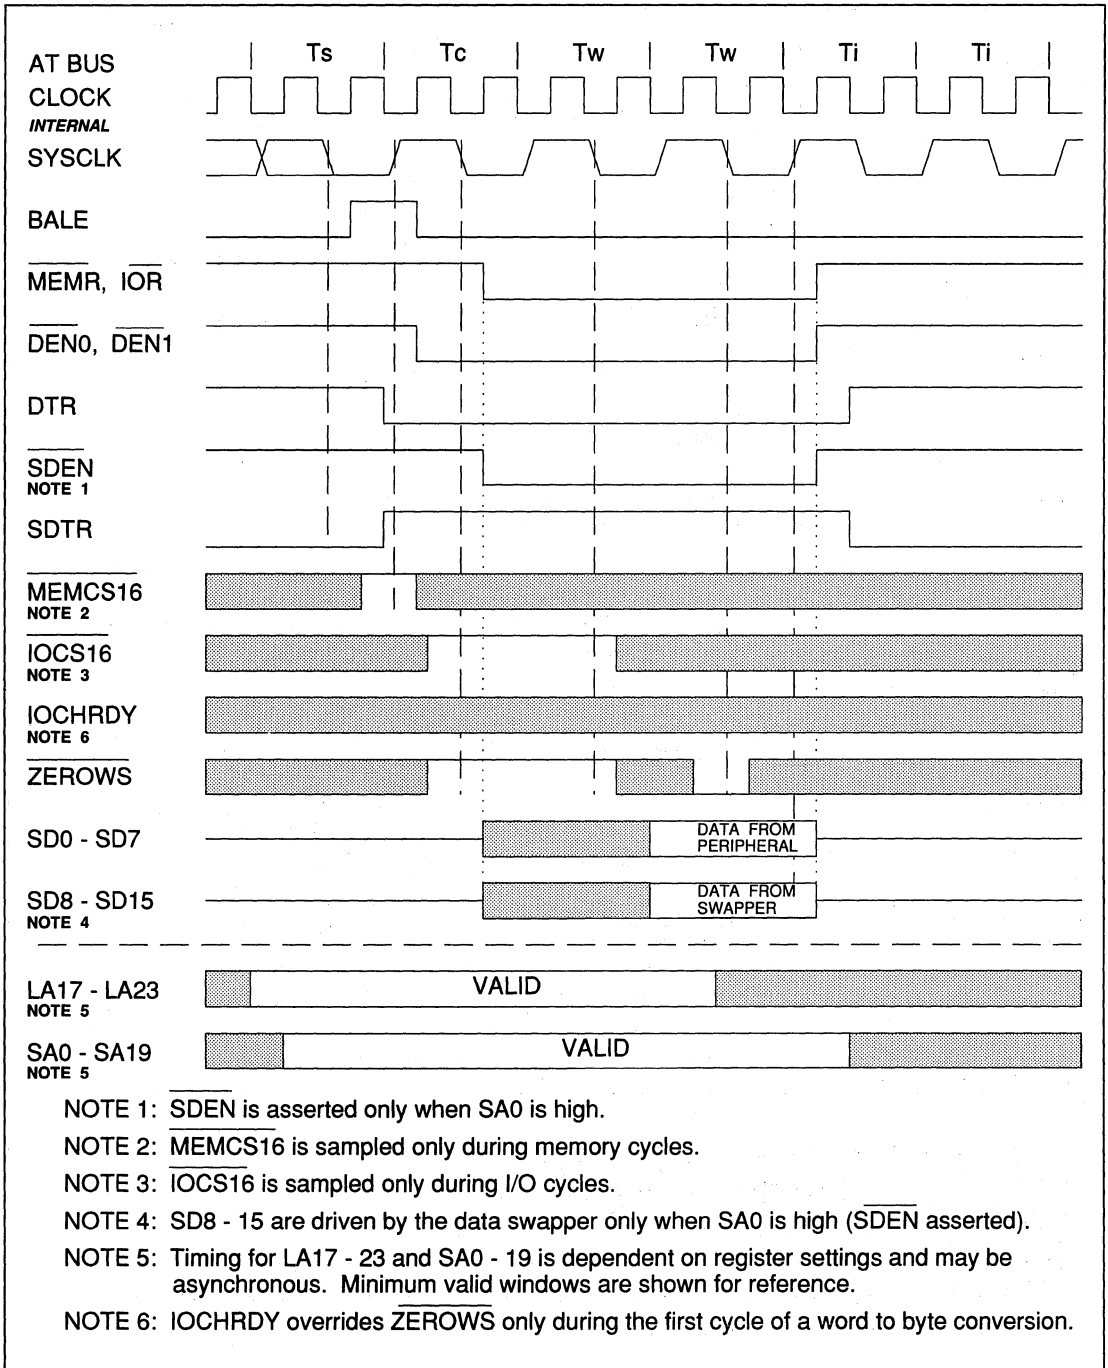 Ts Tc Tw Tw Ti Ti
AT BUS
CLOCK
INTERNAL
SYSCLK
BALE
MEMR, IOR
DEN0, DEN1
DTR
SDEN
NOTE 1
SDTR
MEMCS16
NOTE 2
IOCS16
NOTE 3
IOCHRDY
NOTE 6
ZEROWS
SD0 - SD7
DATA FROM
PERIPHERAL
SD8 - SD15
NOTE 4
DATA FROM
SWAPPER
LA17 - LA23
NOTE 5
VALID
SA0 - SA19
NOTE 5
VALID
NOTE 1: SDEN is asserted only when SA0 is high.
NOTE 2: MEMCS16 is sampled only during memory cycles.
NOTE 3: IOCS16 is sampled only during I/O cycles.
NOTE 4: SD8 - 15 are driven by the data swapper only when SA0 is high (SDEN asserted).
NOTE 5: Timing for LA17 - 23 and SA0 - 19 is dependent on register settings and may be
asynchronous. Minimum valid windows are shown for reference.
NOTE 6: IOCHRDY overrides ZEROWS only during the first cycle of a word to byte conversion.